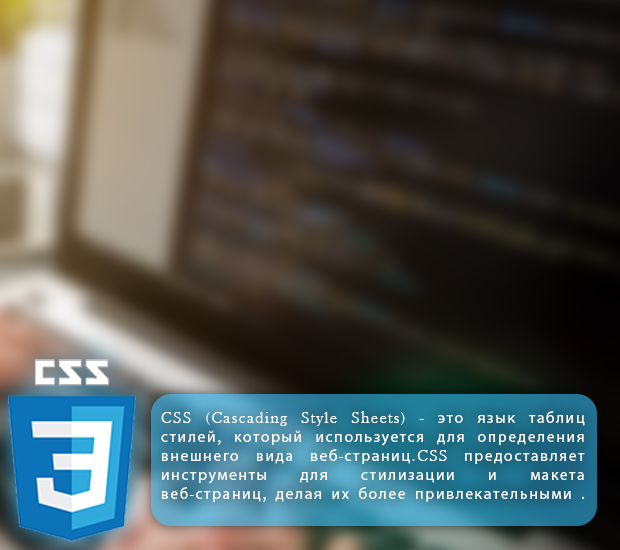 CSS
3
CSS (Cascading Style Sheets) - это язык таблиц
стилей, который используется для определения
внешнего вида веб-страниц.CSS предоставляет
инструменты для стилизации и макета
веб-страниц, делая их более привлекательными .